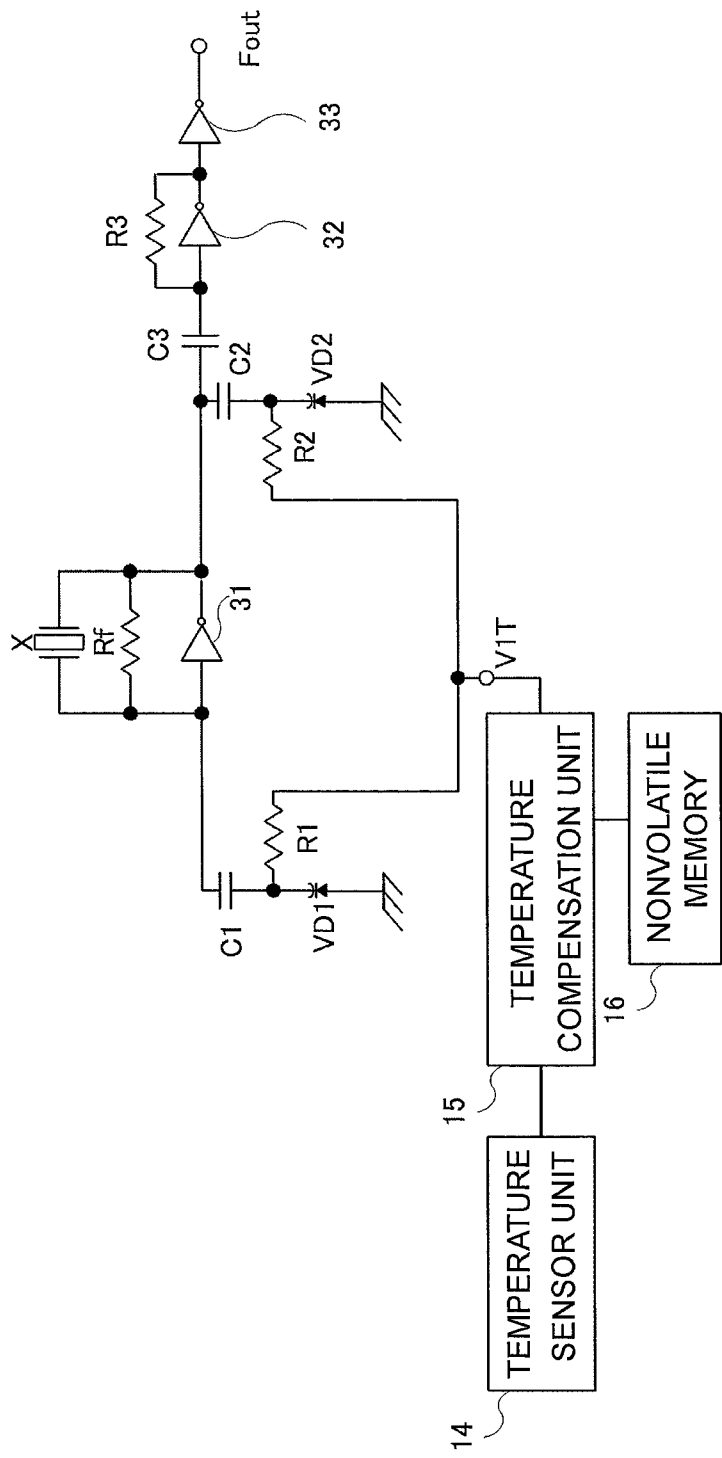 X
Rf
31
C1
R1
VD1
C3
C2
R2
VD2
R3
32
33
Fout
V1T
14
TEMPERATURE
SENSOR UNIT
15
TEMPERATURE
COMPENSATION UNIT
16
NONVOLATILE
MEMORY